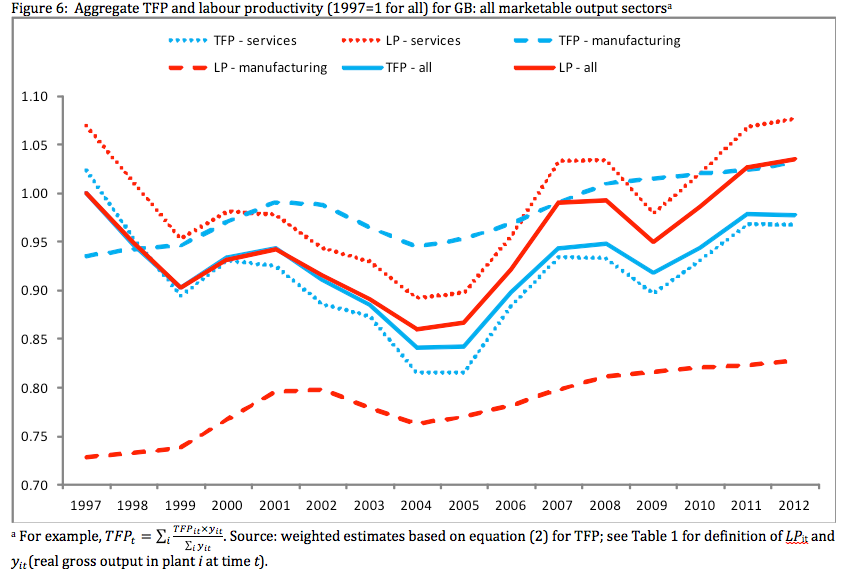 Figure 6: Aggregate TFP and labour productivity (1997=1 for all) for GB: all marketable output sectorsᵃ
TFP - services LP - services TFP - manufacturing
LP - manufacturing TFP - all LP - all
1.10
1.05
1.00
0.95
0.90
0.85
0.80
0.75
0.70
1997 1998 1999 2000 2001 2002 2003 2004 2005 2006 2007 2008 2009 2010 2011 2012
ᵃ For example, TFPₜ = Σᵢ TFPᵢₜ×yᵢₜ / Σᵢ yᵢₜ. Source: weighted estimates based on equation (2) for TFP; see Table 1 for definition of LPᵢₜ and
yᵢₜ (real gross output in plant i at time t).